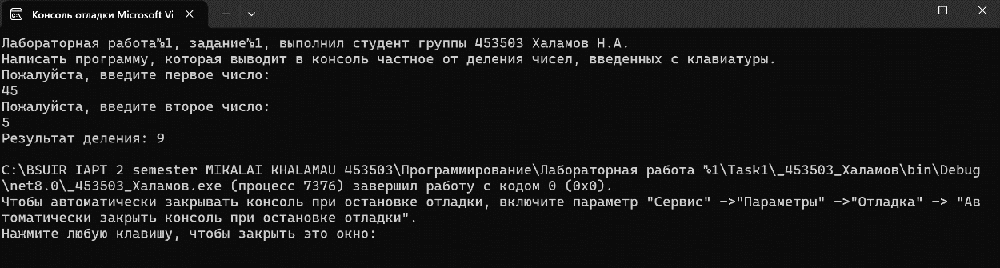 Консоль отладки Microsoft Vi
Лабораторная работа№1, задание№1, выполнил студент группы 453503 Халамов Н.А.
Написать программу, которая выводит в консоль частное от деления чисел, введенных с клавиатуры.
Пожалуйста, введите первое число:
45
Пожалуйста, введите второе число:
5
Результат деления: 9
C:\BSUIR IAPT 2 semester MIKALAI KHALAMAU 453503\Программирование\Лабораторная работа №1\Task1\_453503_Халамов\bin\Debug
\net8.0\_453503_Халамов.exe (процесс 7376) завершил работу с кодом 0 (0x0).
Чтобы автоматически закрывать консоль при остановке отладки, включите параметр "Сервис" ->"Параметры" ->"Отладка" -> "Ав
томатически закрыть консоль при остановке отладки".
Нажмите любую клавишу, чтобы закрыть это окно: